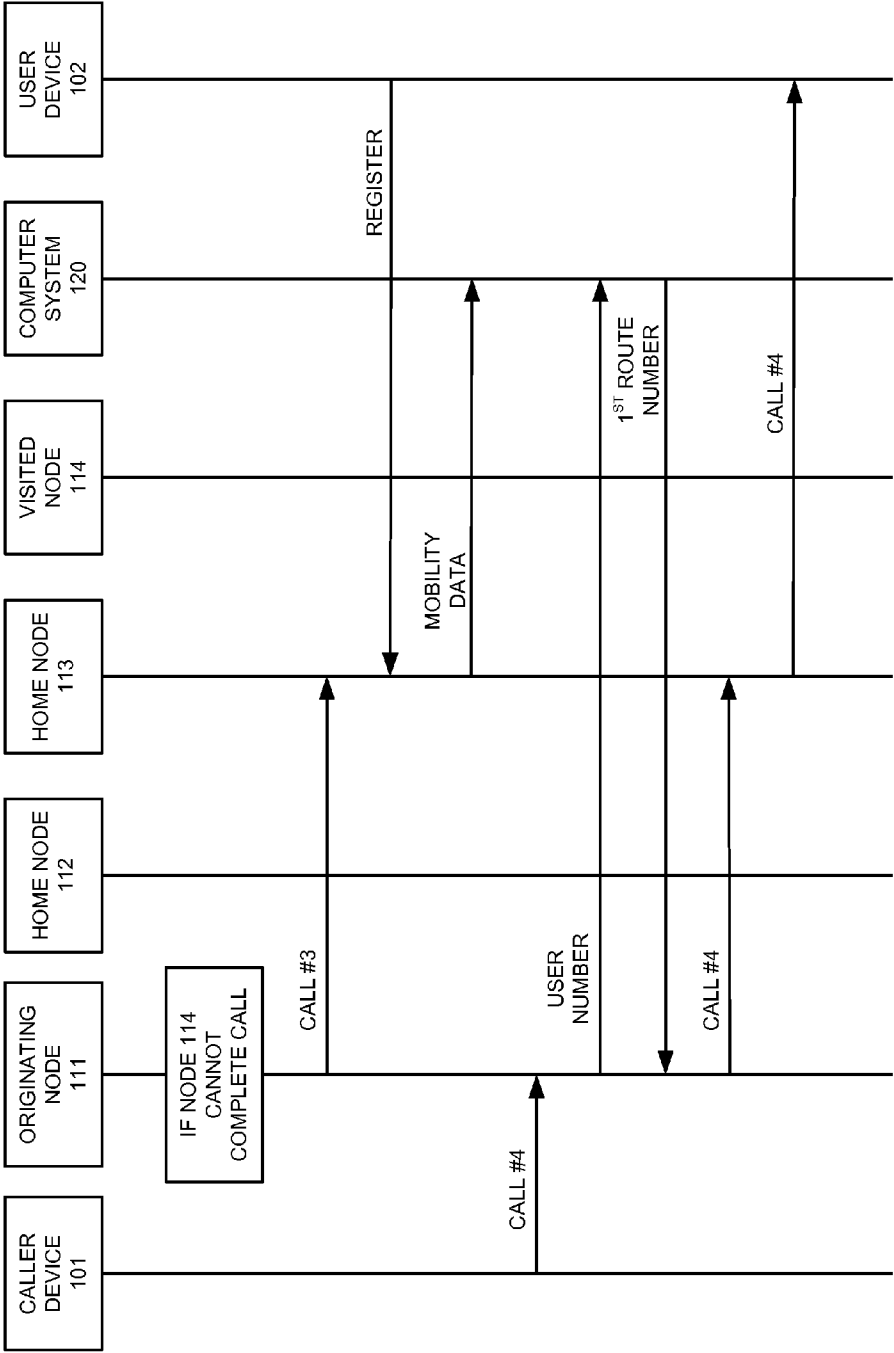 CALLER
DEVICE
101
ORIGINATING
NODE
111
HOME NODE
112
HOME NODE
113
VISITED
NODE
114
COMPUTER
SYSTEM
120
USER
DEVICE
102
IF NODE 114
CANNOT
COMPLETE CALL
CALL #3
REGISTER
MOBILITY
DATA
CALL #4
USER
NUMBER
1ST ROUTE
NUMBER
CALL #4
CALL #4